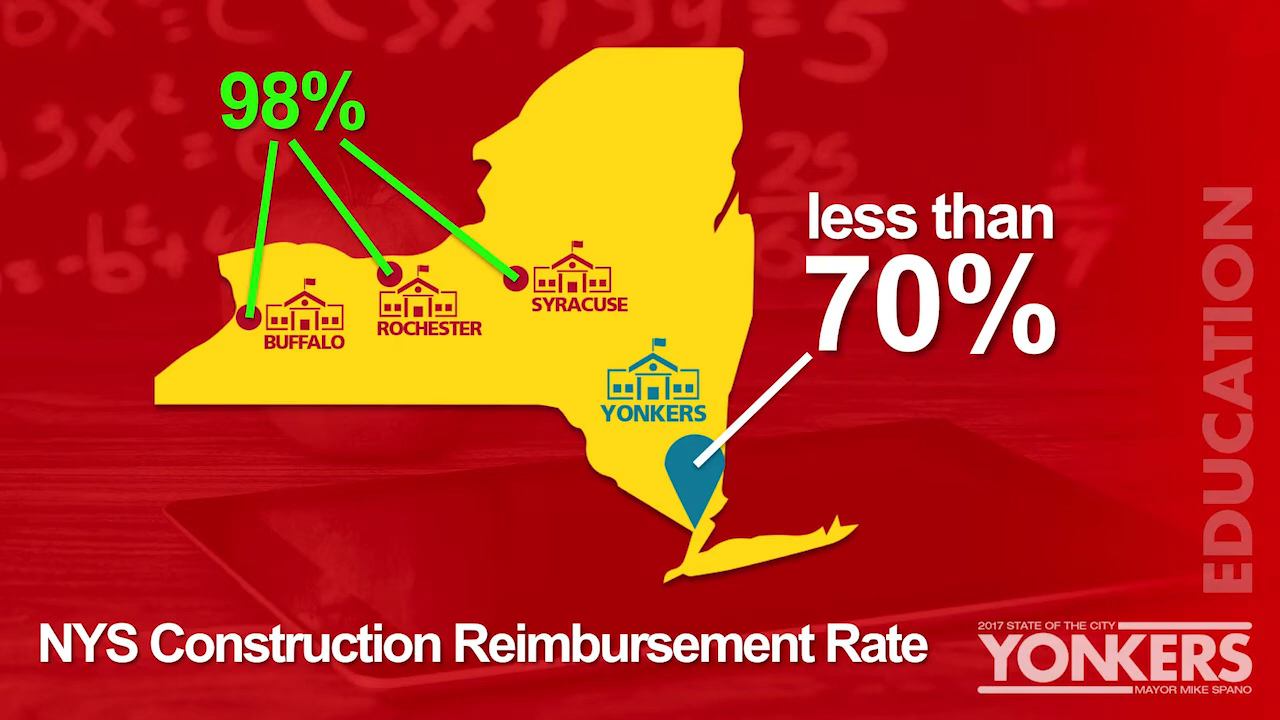 98%
less than
70%
SYRACUSE
ROCHESTER
BUFFALO
YONKERS
EDUCATION
NYS Construction Reimbursement Rate
2017 STATE OF THE CITY
YONKERS
MAYOR MIKE SPANO